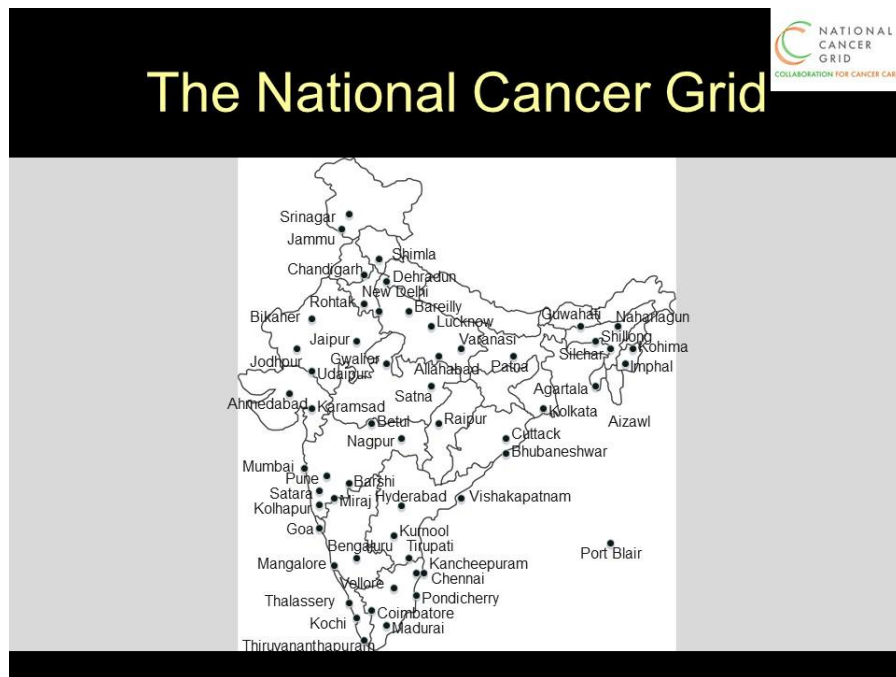 NATIONAL
CANCER
GRID
COLLABORATION FOR CANCER CAR
The National Cancer Grid
Srinagar
Jammu
Shimla
Chandigarh
Dehradun
New Delhi
Rohtak
Bareilly
Bikaner
Lucknow
Guwahati
Naharlagun
Jaipur
Varanasi
Shillong
Kohima
Jodhpur
Gwalior
Allahabad
Patna
Silchar
Imphal
Udaipur
Satna
Agartala
Ahmedabad
Karamsad
Kolkata
Aizawl
Betul
Raipur
Nagpur
Cuttack
Bhubaneshwar
Mumbai
Pune
Barshi
Satara
Miraj
Hyderabad
Vishakapatnam
Kolhapur
Goa
Kurnool
Bengaluru
Tirupati
Port Blair
Mangalore
Kancheepuram
Vellore
Chennai
Thalassery
Pondicherry
Coimbatore
Kochi
Madurai
Thiruvananthapuram